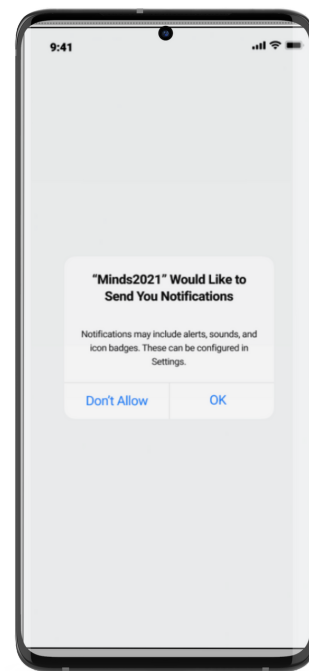 9:41
“Minds2021” Would Like to
Send You Notifications
Notifications may include alerts, sounds, and
icon badges. These can be configured in
Settings.
Don’t Allow OK